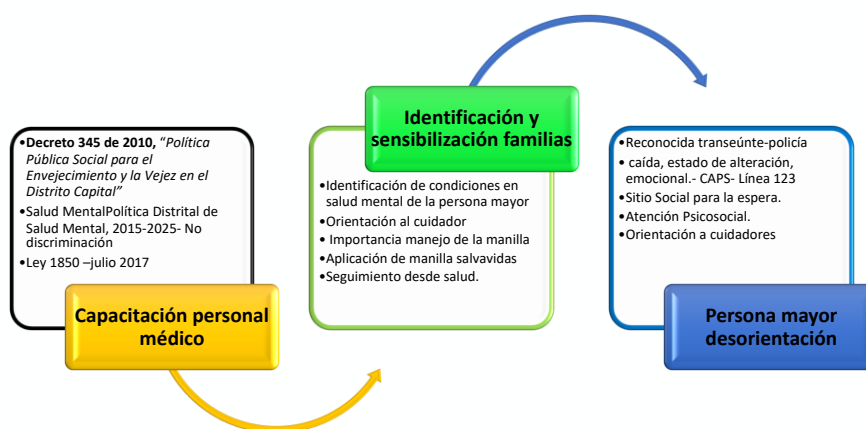 •Decreto 345 de 2010, “Política
Pública Social para el
Envejecimiento y la Vejez en el
Distrito Capital”
•Salud MentalPolítica Distrital de
Salud Mental, 2015-2025- No
discriminación
•Ley 1850 –julio 2017
Capacitación personal
médico
Identificación y
sensibilización familias
•Identificación de condiciones en
salud mental de la persona mayor
•Orientación al cuidador
• Importancia manejo de la manilla
•Aplicación de manilla salvavidas
•Seguimiento desde salud.
•Reconocida transeúnte-policía
• caída, estado de alteración,
emocional.- CAPS- Línea 123
•Sitio Social para la espera.
•Atención Psicosocial.
•Orientación a cuidadores
Persona mayor
desorientación